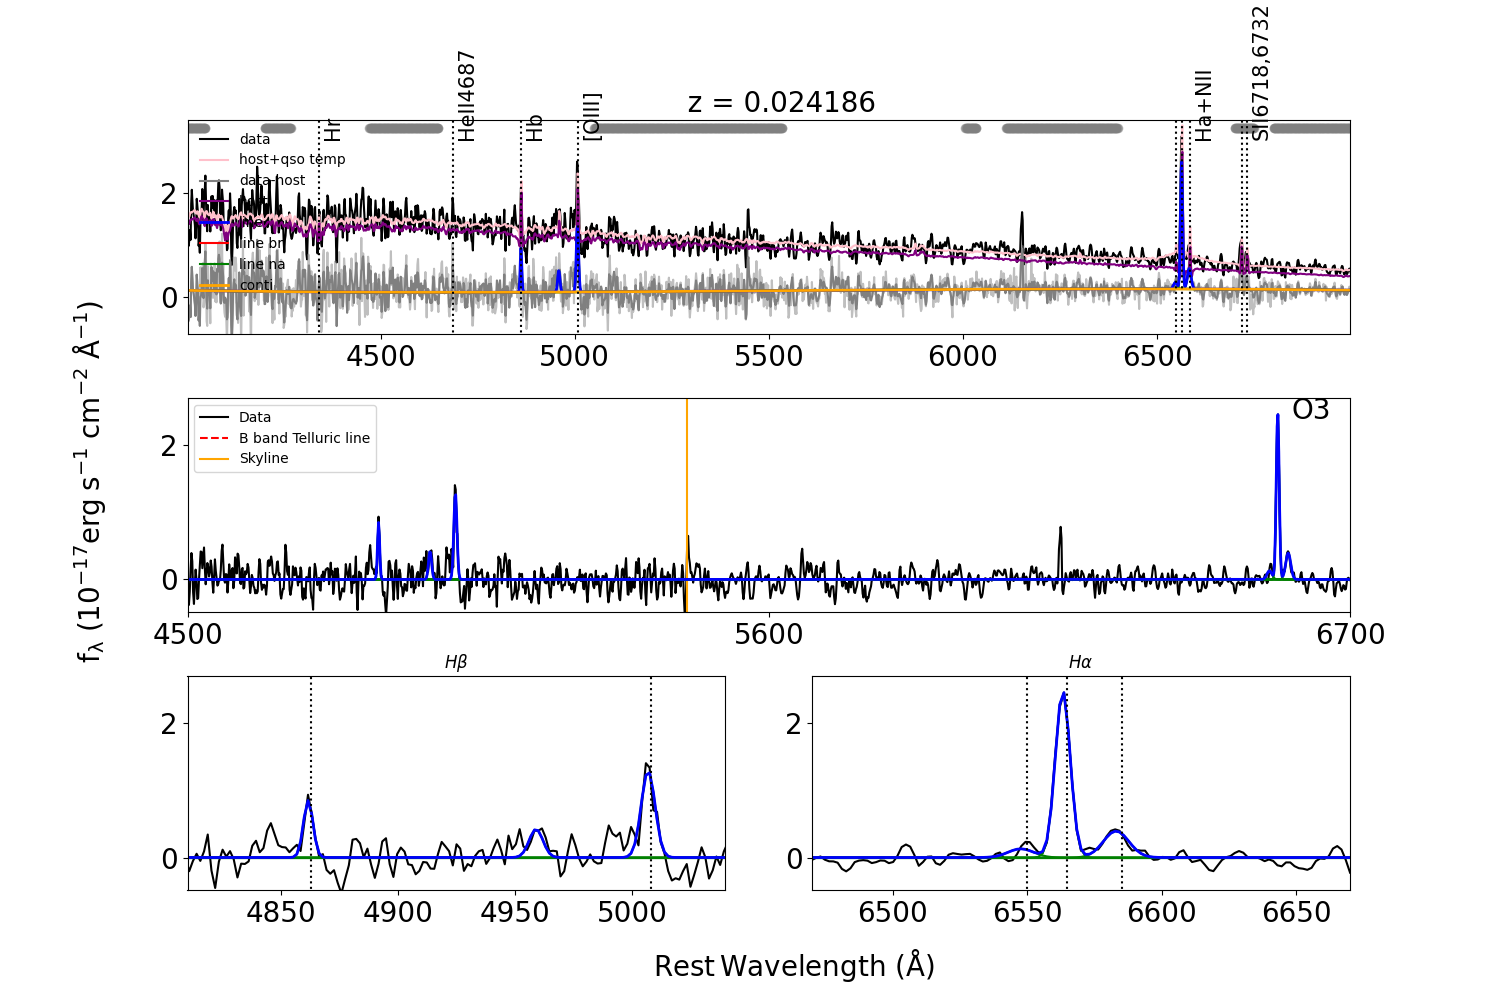 z = 0.024186
Hr
HeII4687
Hb
[OIII]
Ha+NII
SII6718,6732
data
host+qso temp
data-host
line br
line na
conti
2
0
4500 5000 5500 6000 6500
Data
B band Telluric line
Skyline
O3
2
0
4500 5600 6700
fλ (10⁻¹⁷erg s⁻¹ cm⁻² Å⁻¹)
Hβ
2
0
4850 4900 4950 5000
Hα
2
0
6500 6550 6600 6650
Rest Wavelength (Å)